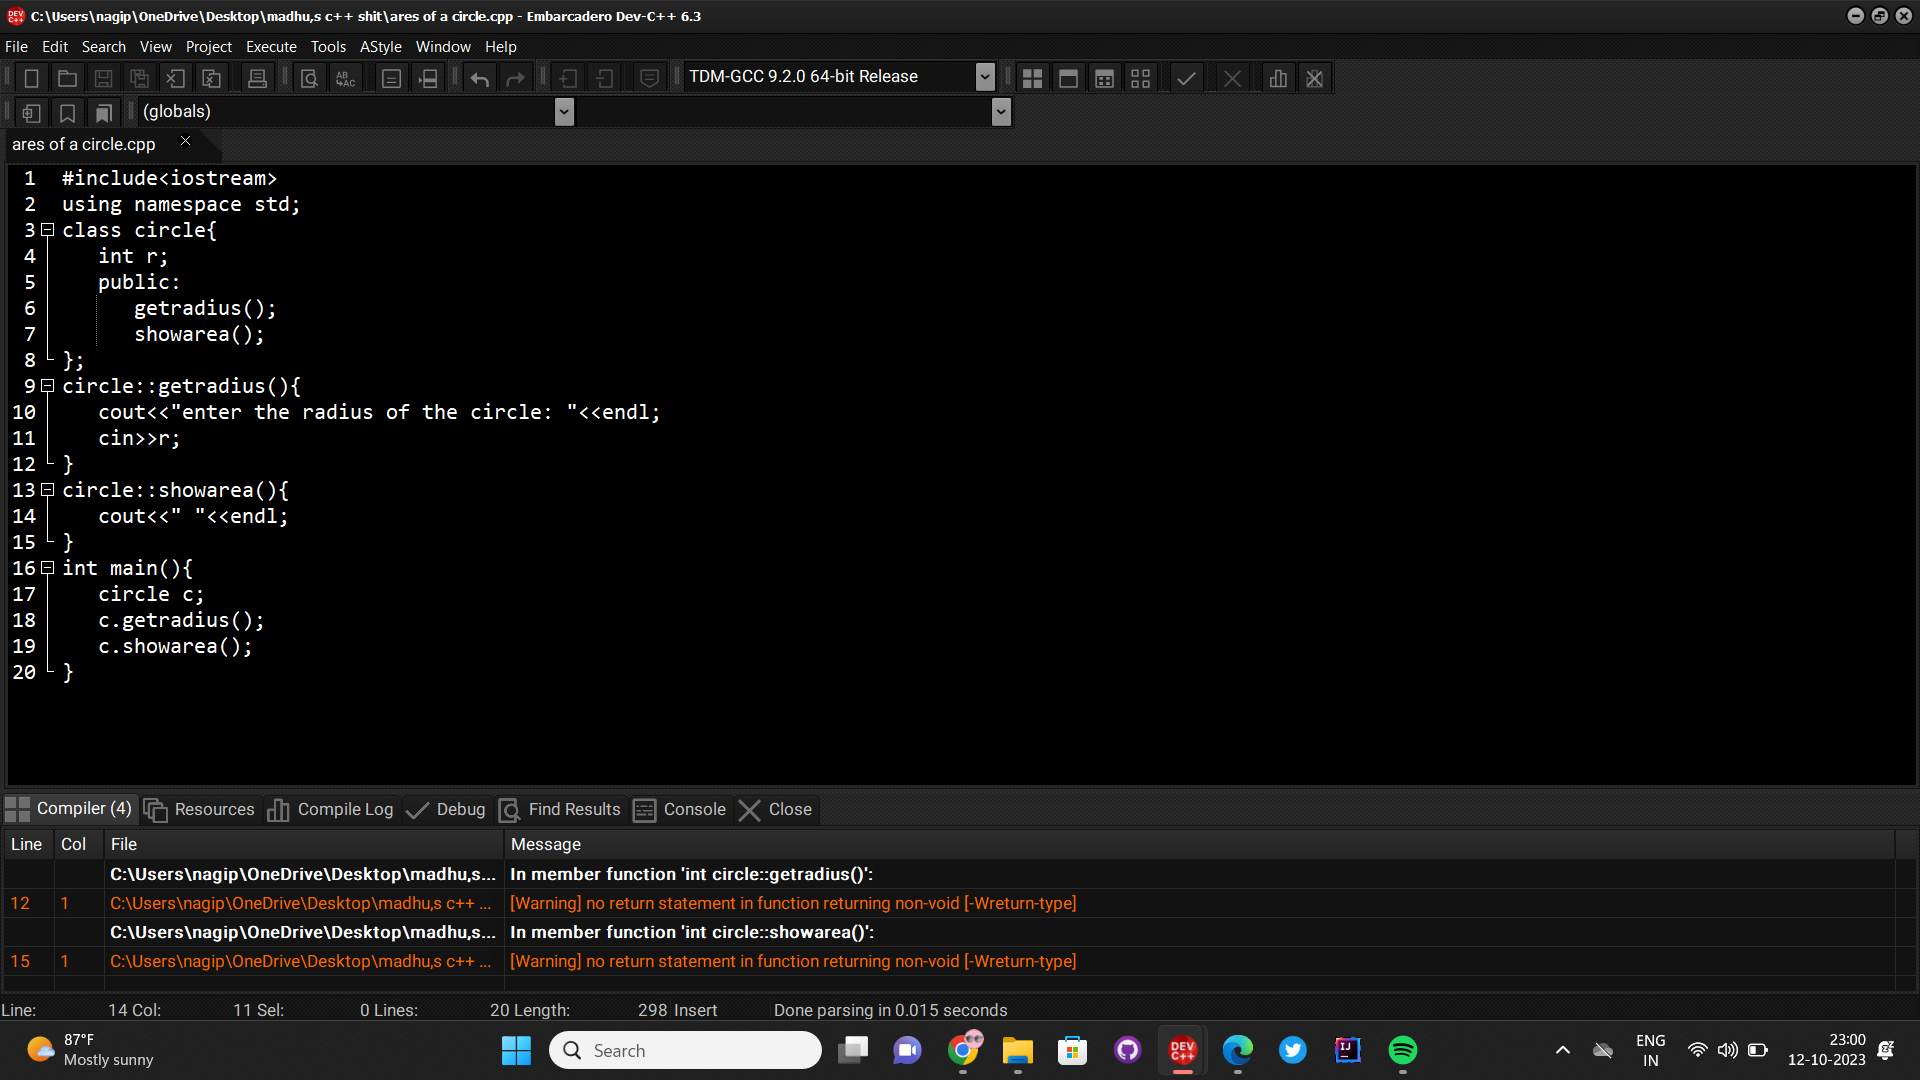 C:\Users\nagip\OneDrive\Desktop\madhu,s c++ shit\ares of a circle.cpp - Embarcadero Dev-C++ 6.3
File Edit Search View Project Execute Tools AStyle Window Help
TDM-GCC 9.2.0 64-bit Release
(globals)
ares of a circle.cpp
1 #include<iostream>
2 using namespace std;
3 class circle{
4 int r;
5 public:
6 getradius();
7 showarea();
8 };
9 circle::getradius(){
10 cout<<"enter the radius of the circle: "<<endl;
11 cin>>r;
12 }
13 circle::showarea(){
14 cout<<" "<<endl;
15 }
16 int main(){
17 circle c;
18 c.getradius();
19 c.showarea();
20 }
Compiler (4) Resources Compile Log Debug Find Results Console Close
Line Col File Message
C:\Users\nagip\OneDrive\Desktop\madhu,s... In member function 'int circle::getradius()':
12 1 C:\Users\nagip\OneDrive\Desktop\madhu,s c++ ... [Warning] no return statement in function returning non-void [-Wreturn-type]
C:\Users\nagip\OneDrive\Desktop\madhu,s... In member function 'int circle::showarea()':
15 1 C:\Users\nagip\OneDrive\Desktop\madhu,s c++ ... [Warning] no return statement in function returning non-void [-Wreturn-type]
Line: 14 Col: 11 Sel: 0 Lines: 20 Length: 298 Insert Done parsing in 0.015 seconds
87°F
Mostly sunny
Search
DEV C++
IJ
ENG
IN
23:00
12-10-2023